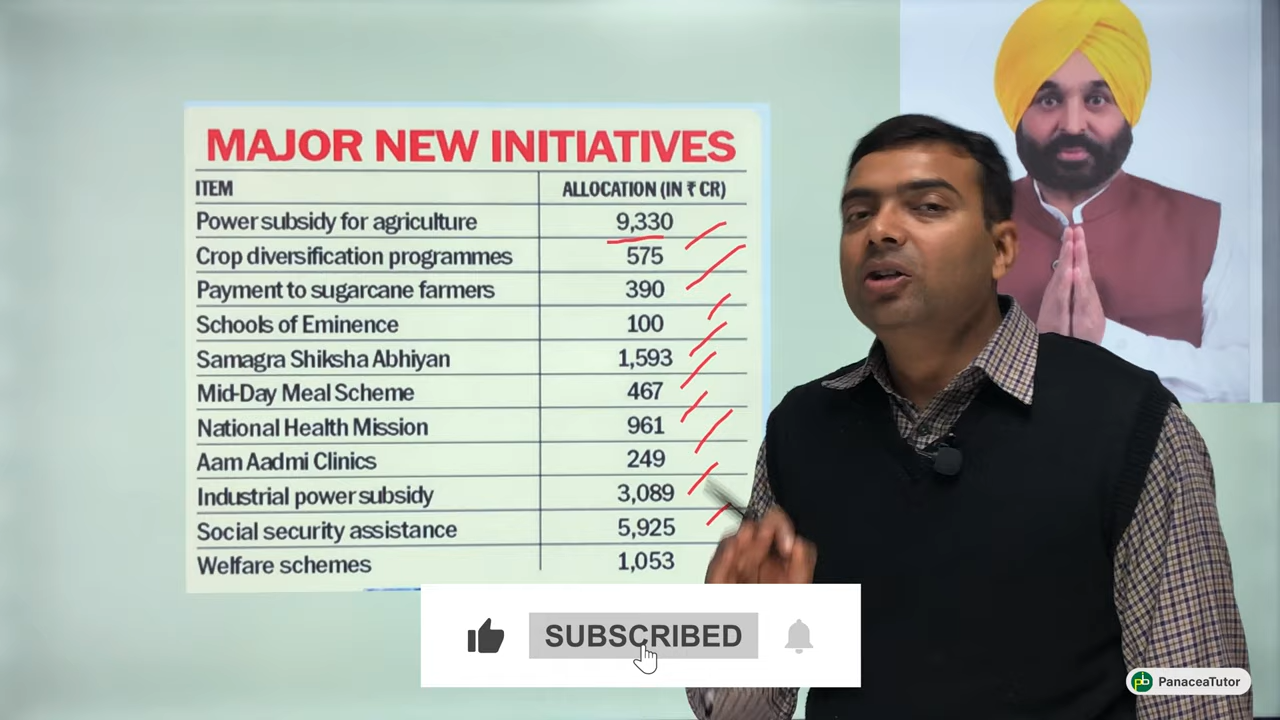 MAJOR NEW INITIATIVES
ITEM ALLOCATION (IN ₹ CR)
Power subsidy for agriculture 9,330
Crop diversification programmes 575
Payment to sugarcane farmers 390
Schools of Eminence 100
Samagra Shiksha Abhiyan 1,593
Mid-Day Meal Scheme 467
National Health Mission 961
Aam Aadmi Clinics 249
Industrial power subsidy 3,089
Social security assistance 5,925
Welfare schemes 1,053
SUBSCRIBED
pb PanaceaTutor